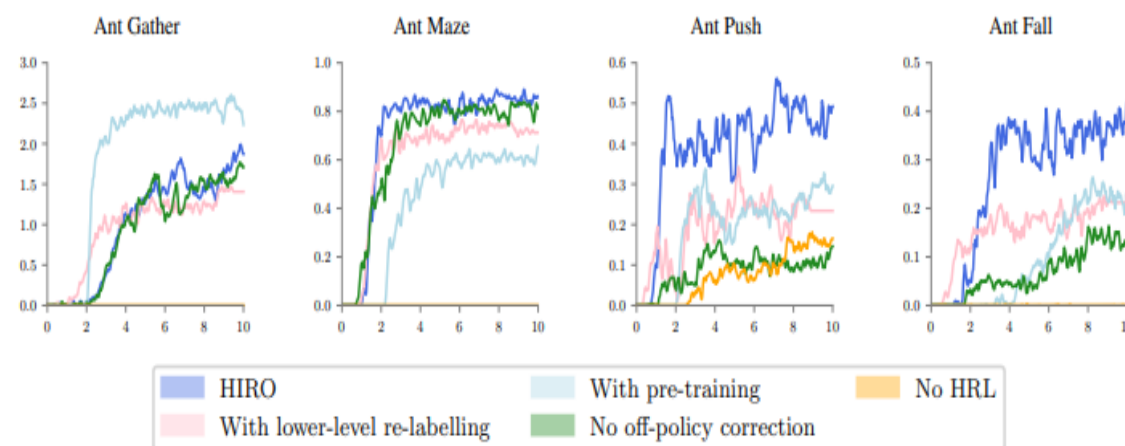 Ant Gather Ant Maze Ant Push Ant Fall
3.0 1.0 0.6 0.5
2.5 0.8 0.5 0.4
2.0 0.6 0.4 0.3
1.5 0.4 0.3 0.2
1.0 0.2 0.2 0.1
0.5 0.0 0.1 0.0
0.0 0.0
0 2 4 6 8 10 0 2 4 6 8 10 0 2 4 6 8 10 0 2 4 6 8
HIRO With pre-training No HRL
With lower-level re-labelling No off-policy correction